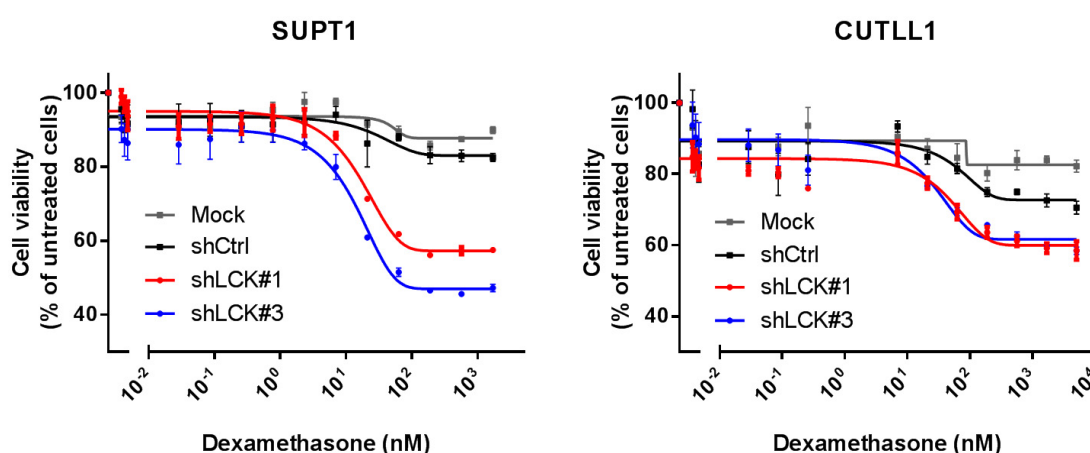 SUPT1
Cell viability
(% of untreated cells)
100
80
60
40
Mock
shCtrl
shLCK#1
shLCK#3
10-2
10-1
100
101
102
103
Dexamethasone (nM)
CUTLL1
Cell viability
(% of untreated cells)
100
80
60
40
Mock
shCtrl
shLCK#1
shLCK#3
10-2
10-1
100
101
102
103
104
Dexamethasone (nM)